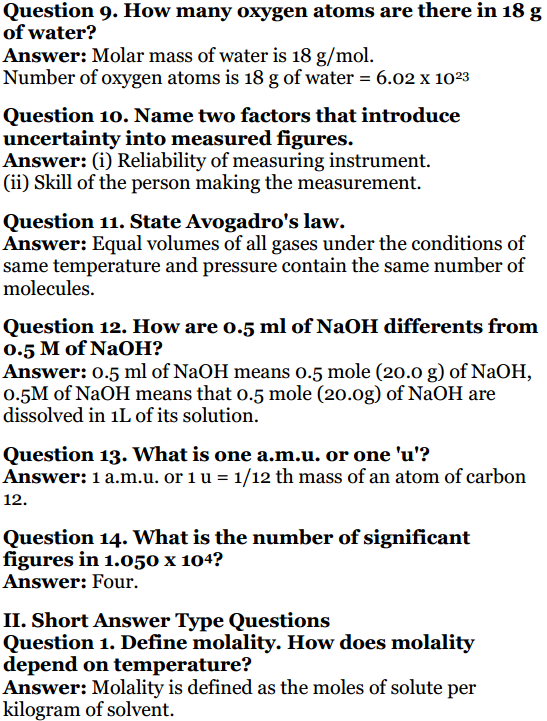 Question 9. How many oxygen atoms are there in 18 g
of water?
Answer: Molar mass of water is 18 g/mol.
Number of oxygen atoms is 18 g of water = 6.02 x 10²³
Question 10. Name two factors that introduce
uncertainty into measured figures.
Answer: (i) Reliability of measuring instrument.
(ii) Skill of the person making the measurement.
Question 11. State Avogadro's law.
Answer: Equal volumes of all gases under the conditions of
same temperature and pressure contain the same number of
molecules.
Question 12. How are 0.5 ml of NaOH differents from
0.5 M of NaOH?
Answer: 0.5 ml of NaOH means 0.5 mole (20.0 g) of NaOH,
0.5M of NaOH means that 0.5 mole (20.0g) of NaOH are
dissolved in 1L of its solution.
Question 13. What is one a.m.u. or one 'u'?
Answer: 1 a.m.u. or 1 u = 1/12 th mass of an atom of carbon
12.
Question 14. What is the number of significant
figures in 1.050 x 10⁴?
Answer: Four.
II. Short Answer Type Questions
Question 1. Define molality. How does molality
depend on temperature?
Answer: Molality is defined as the moles of solute per
kilogram of solvent.